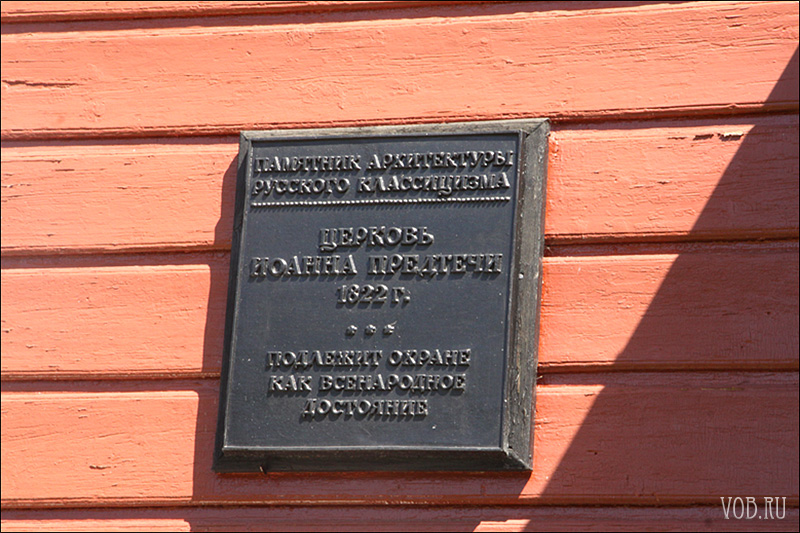 ПАМЯТНИК АРХИТЕКТУРЫ
РУССКОГО КЛАССИЦИЗМА
ЦЕРКОВЬ
ИОАННА ПРЕДТЕЧИ
1822 г.
ПОДЛЕЖИТ ОХРАНЕ
КАК ВСЕНАРОДНОЕ
ДОСТОЯНИЕ
VOB.RU